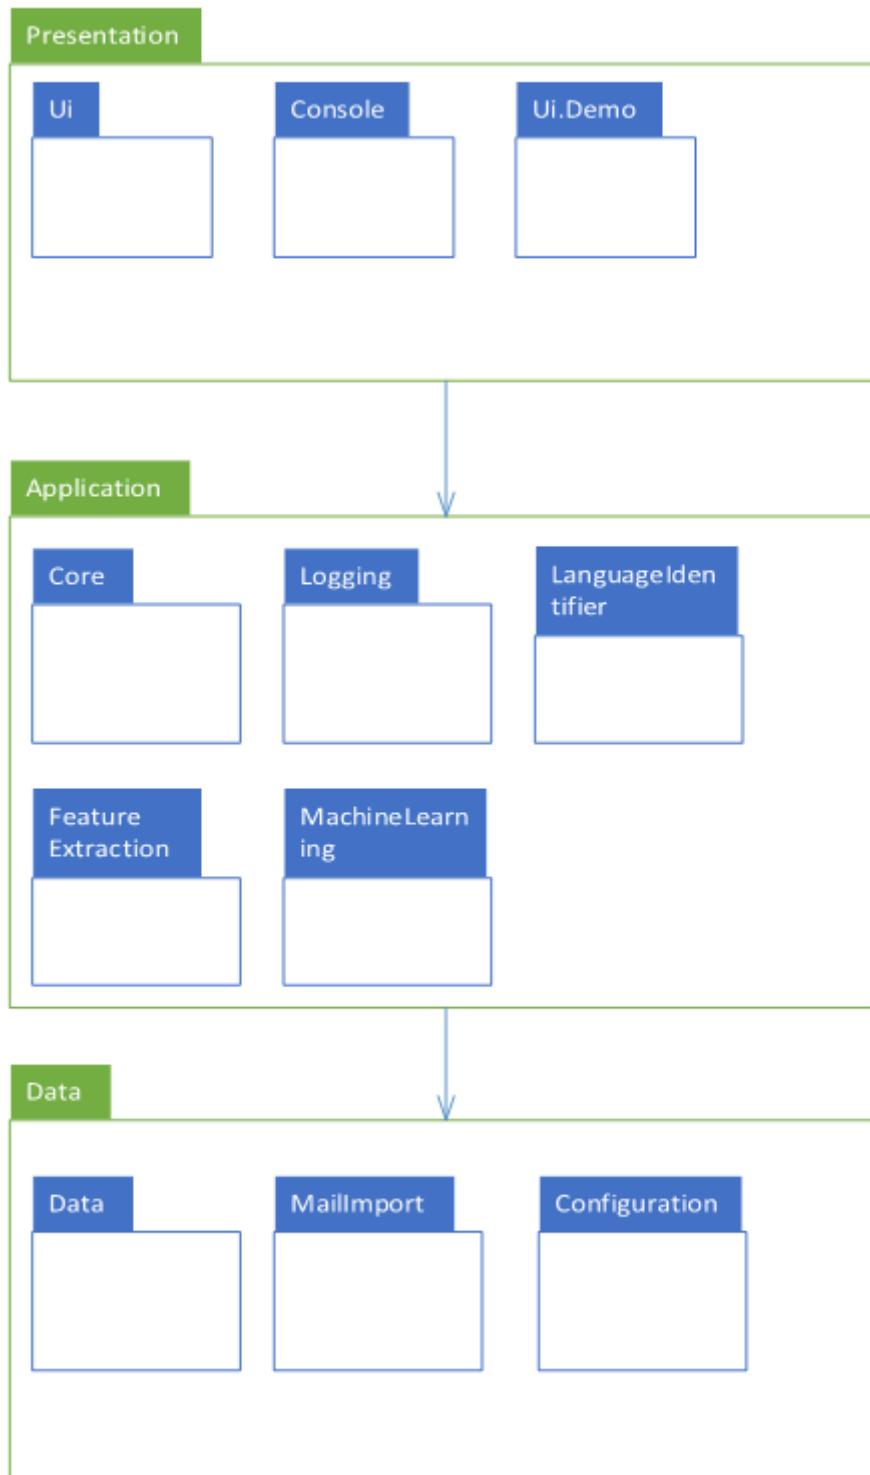 Presentation
Ui
Console
Ui.Demo
Application
Core
Logging
LanguageIden
tifier
Feature
Extraction
MachineLearn
ing
Data
Data
MailImport
Configuration